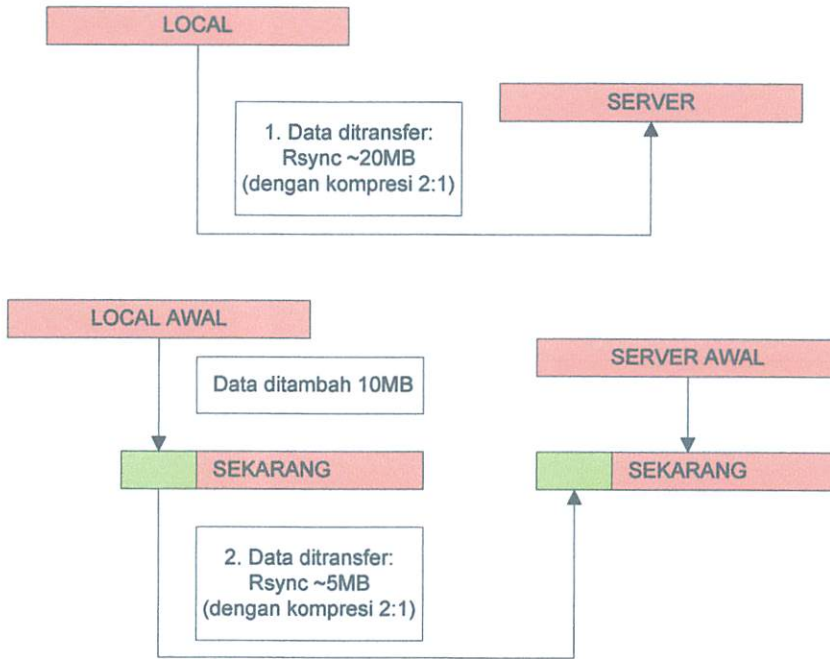 LOCAL
SERVER
1. Data ditransfer:
Rsync ~20MB
(dengan kompresi 2:1)
LOCAL AWAL
SERVER AWAL
Data ditambah 10MB
SEKARANG
SEKARANG
2. Data ditransfer:
Rsync ~5MB
(dengan kompresi 2:1)